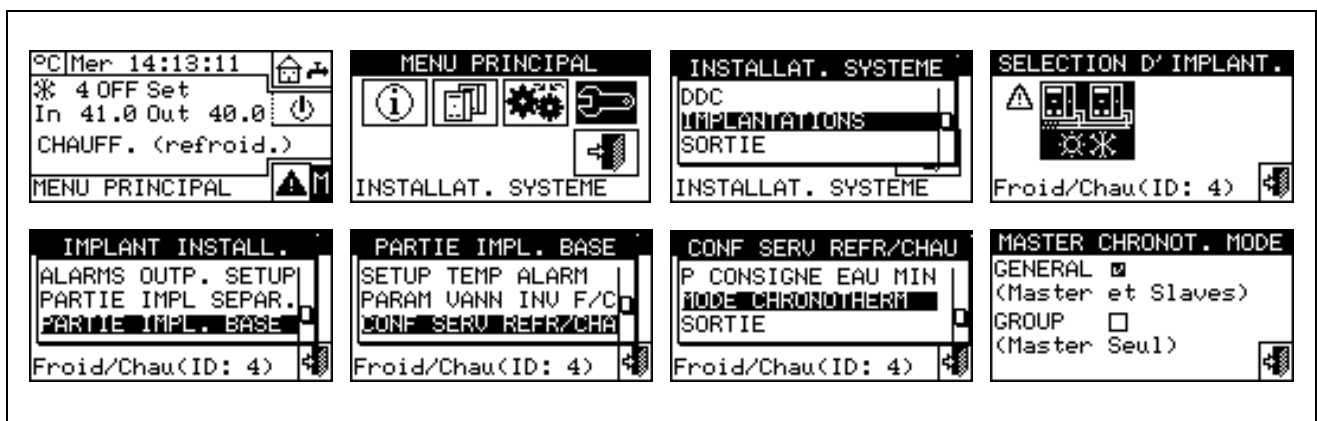 °C Mer 14:13:11
4 OFF Set
In 41.0 Out 40.0
CHAUFF. (refroid.)
MENU PRINCIPAL M
MENU PRINCIPAL
INSTALLAT. SYSTEME
INSTALLAT. SYSTEME
DDC
IMPLANTATIONS
SORTIE
INSTALLAT. SYSTEME
SELECTION D'IMPLANT.
Froid/Chau(ID: 4)
IMPLANT INSTALL.
ALARMS OUTP. SETUP
PARTIE IMPL SEPAR.
PARTIE IMPL. BASE
Froid/Chau(ID: 4)
PARTIE IMPL. BASE
SETUP TEMP ALARM
PARAM VANN INV F/C
CONF SERV REFR/CHA
Froid/Chau(ID: 4)
CONF SERV REFR/CHAU
P CONSIGNE EAU MIN
MODE CHRONOTHERM
SORTIE
Froid/Chau(ID: 4)
MASTER CHRONOT. MODE
GENERAL
(Master et Slaves)
GROUP
(Master Seul)